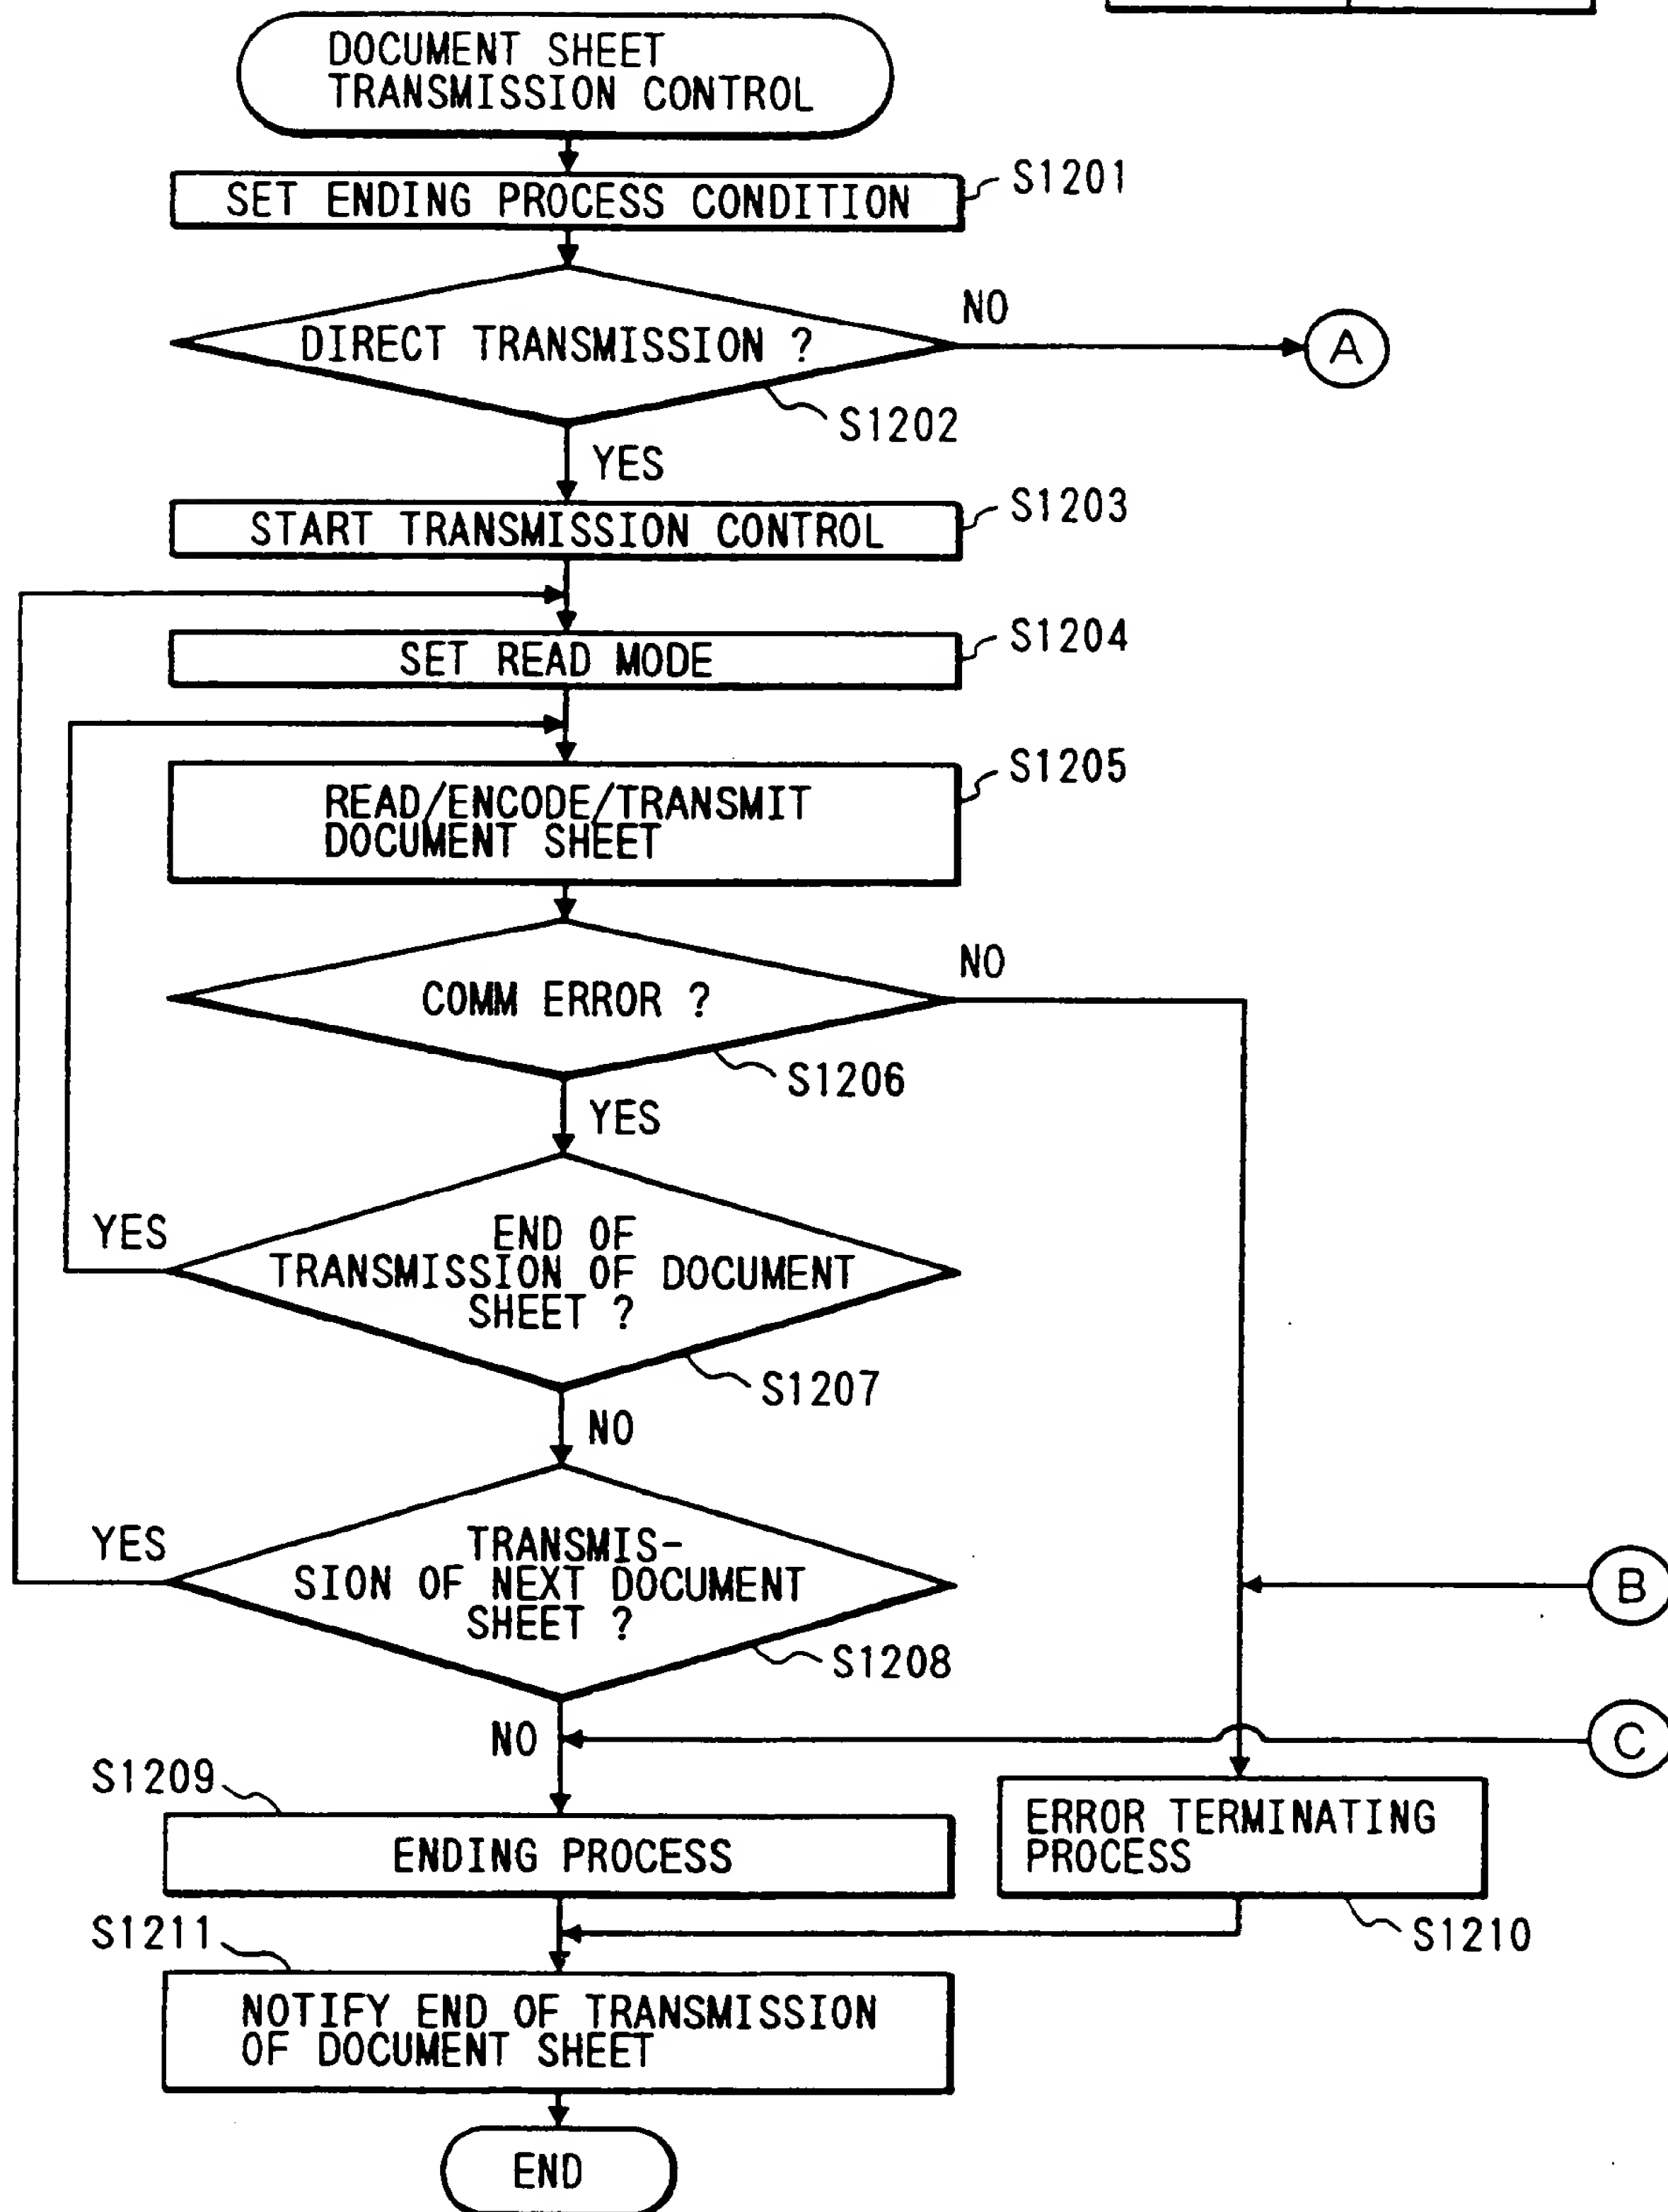 DOCUMENT SHEET
TRANSMISSION CONTROL
SET ENDING PROCESS CONDITION
S1201
DIRECT TRANSMISSION ?
NO
A
S1202
YES
START TRANSMISSION CONTROL
S1203
SET READ MODE
S1204
READ/ENCODE/TRANSMIT
DOCUMENT SHEET
S1205
COMM ERROR ?
NO
S1206
YES
YES
END OF
TRANSMISSION OF DOCUMENT
SHEET ?
S1207
NO
YES
TRANSMIS-
SION OF NEXT DOCUMENT
SHEET ?
B
S1208
NO
C
S1209
ENDING PROCESS
ERROR TERMINATING
PROCESS
S1210
S1211
NOTIFY END OF TRANSMISSION
OF DOCUMENT SHEET
END